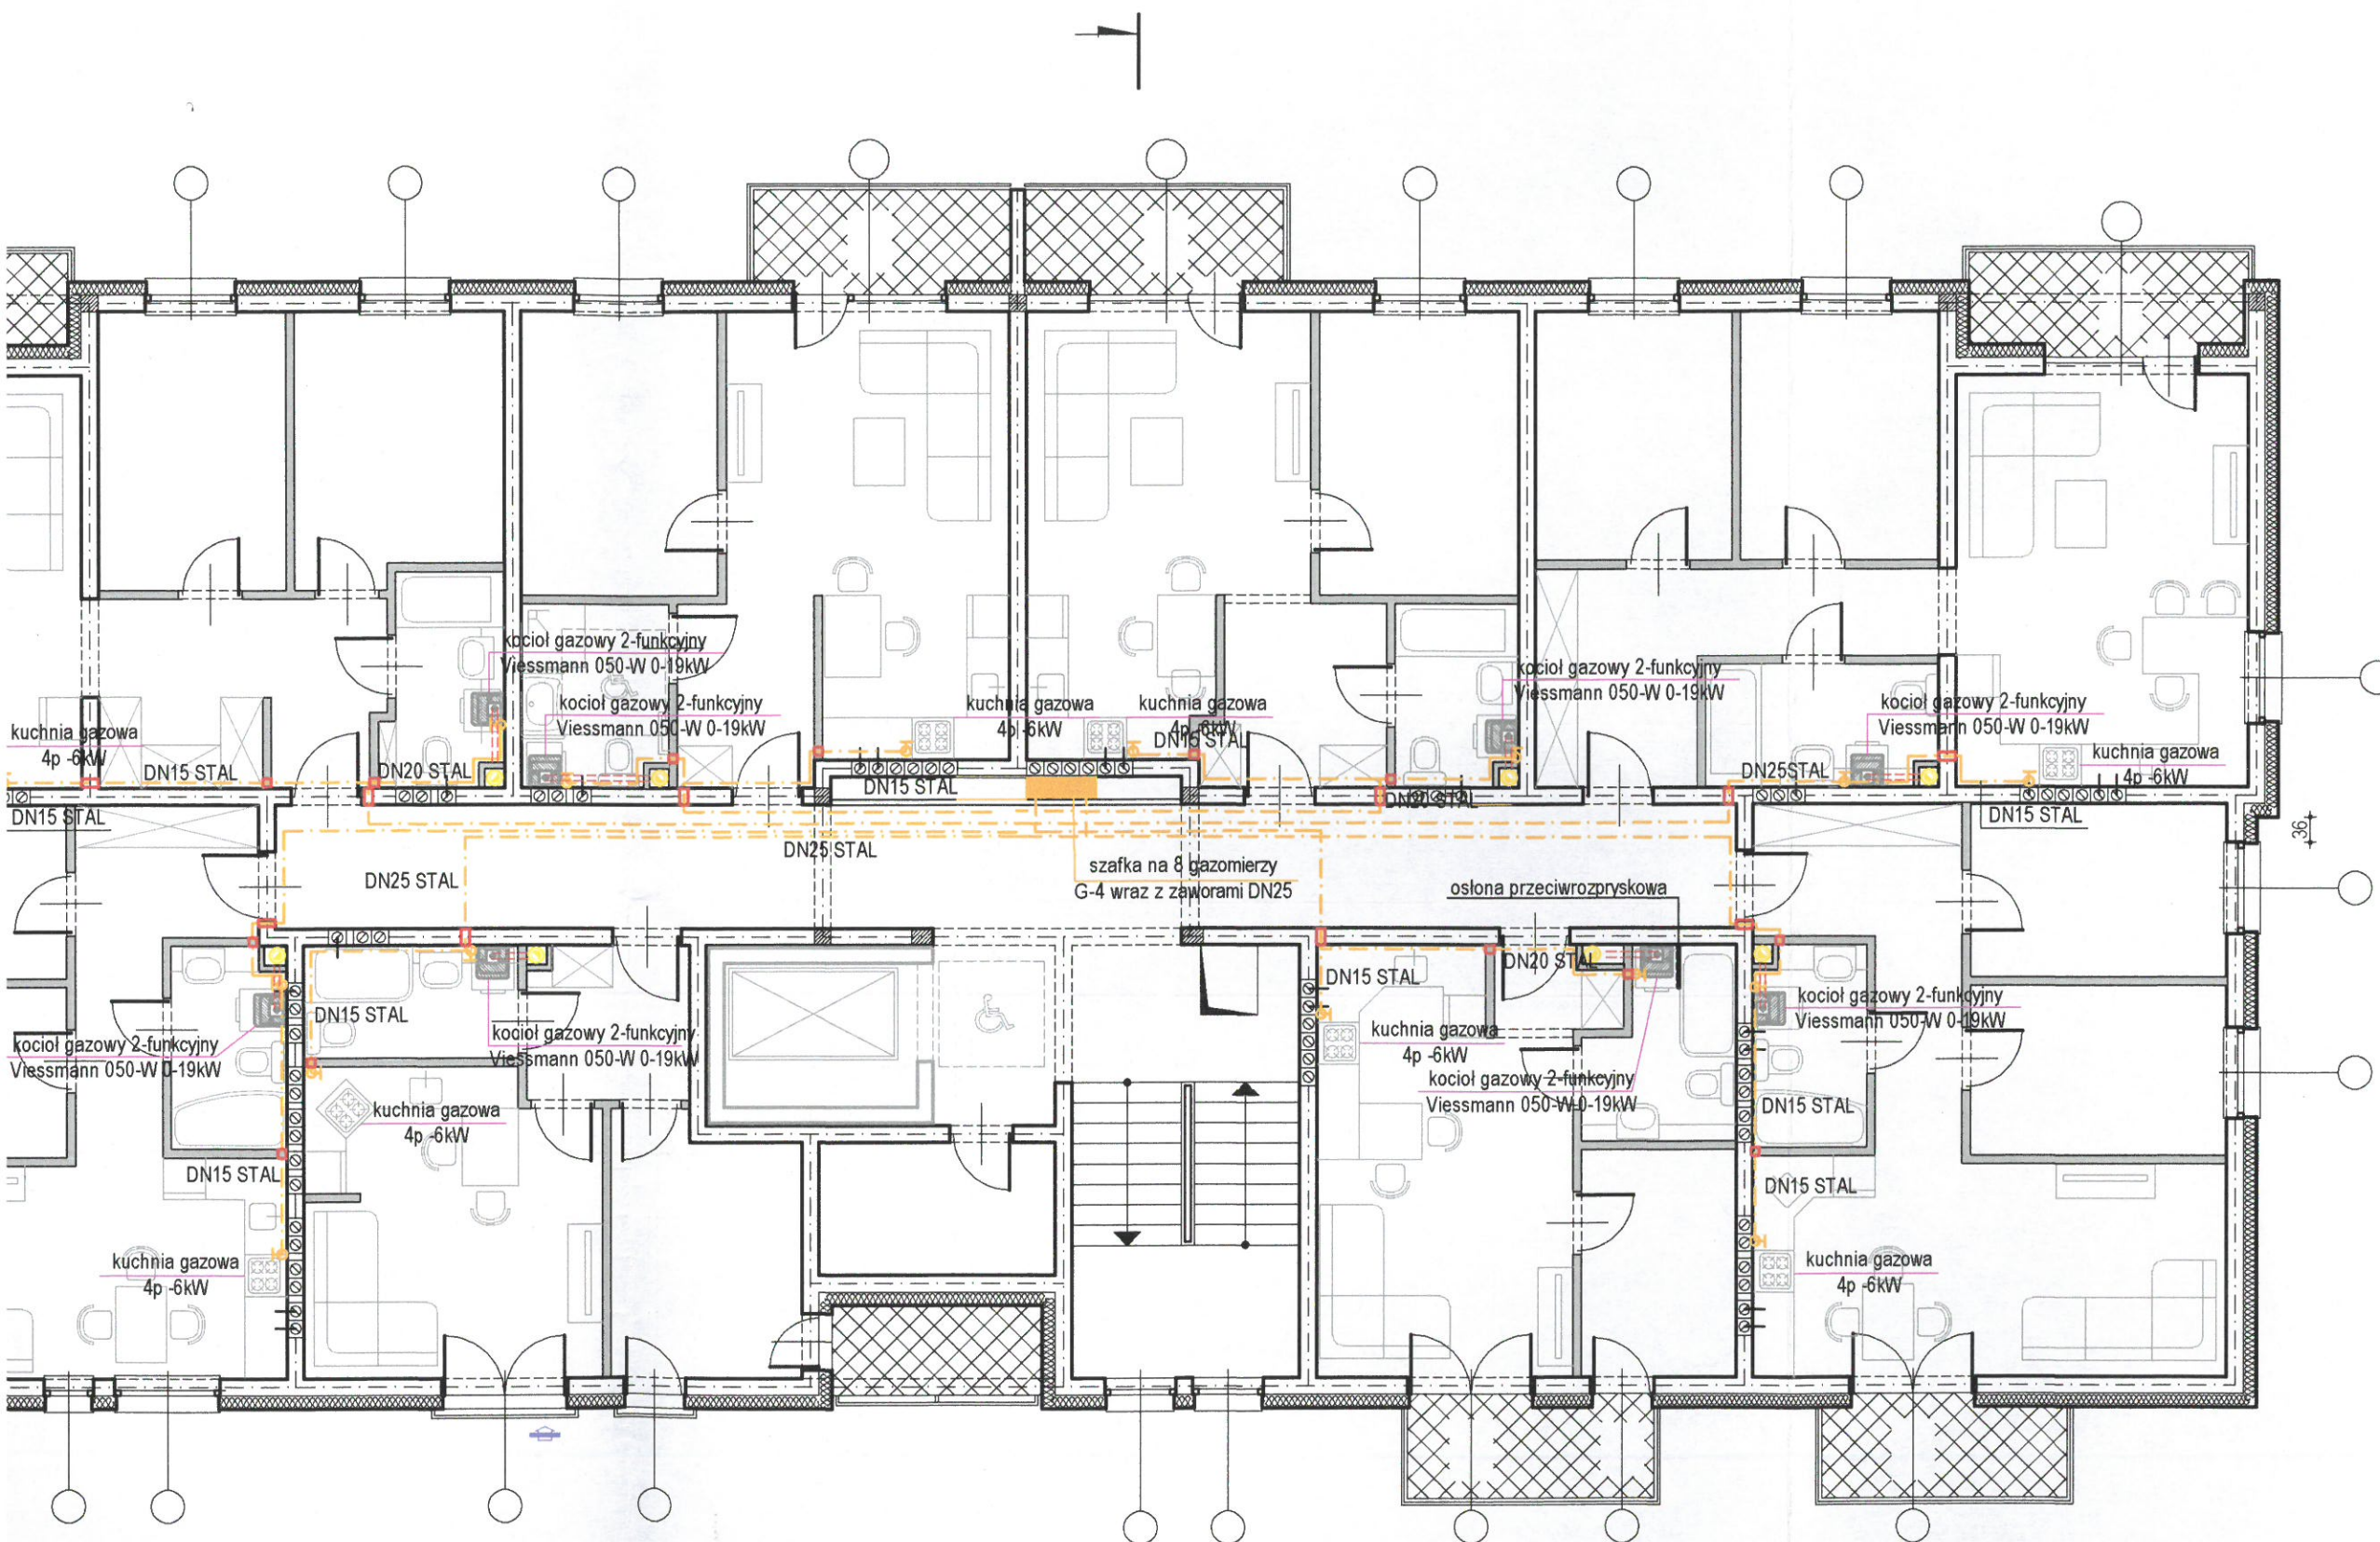 kocioł gazowy 2-funkcyjny
Viessmann 050-W 0-19kW
kocioł gazowy 2-funkcyjny
Viessmann 050-W 0-19kW
kocioł gazowy 2-funkcyjny
Viessmann 050-W 0-19kW
kocioł gazowy 2-funkcyjny
Viessmann 050-W 0-19kW
kuchnia gazowa
4p -6kW
kuchnia gazowa
4p -6kW
kuchnia gazowa
4p -6kW
kuchnia gazowa
4p -6kW
DN15 STAL
DN20 STAL
DN15 STAL
DN25STAL
DN15 STAL
DN15 STAL
DN20 STAL
DN15 STAL
36
DN25 STAL
DN25 STAL
szafka na 8 gazomierzy
G-4 wraz z zaworami DN25
osłona przeciwrozpryskowa
DN15 STAL
DN20 STAL
DN15 STAL
kocioł gazowy 2-funkcyjny
Viessmann 050-W 0-19kW
kocioł gazowy 2-funkcyjny
Viessmann 050-W 0-19kW
kuchnia gazowa
4p -6kW
kocioł gazowy 2-funkcyjny
Viessmann 050-W 0-19kW
kocioł gazowy 2-funkcyjny
Viessmann 050-W 0-19kW
kuchnia gazowa
4p -6kW
DN15 STAL
DN15 STAL
DN15 STAL
kuchnia gazowa
4p -6kW
kuchnia gazowa
4p -6kW